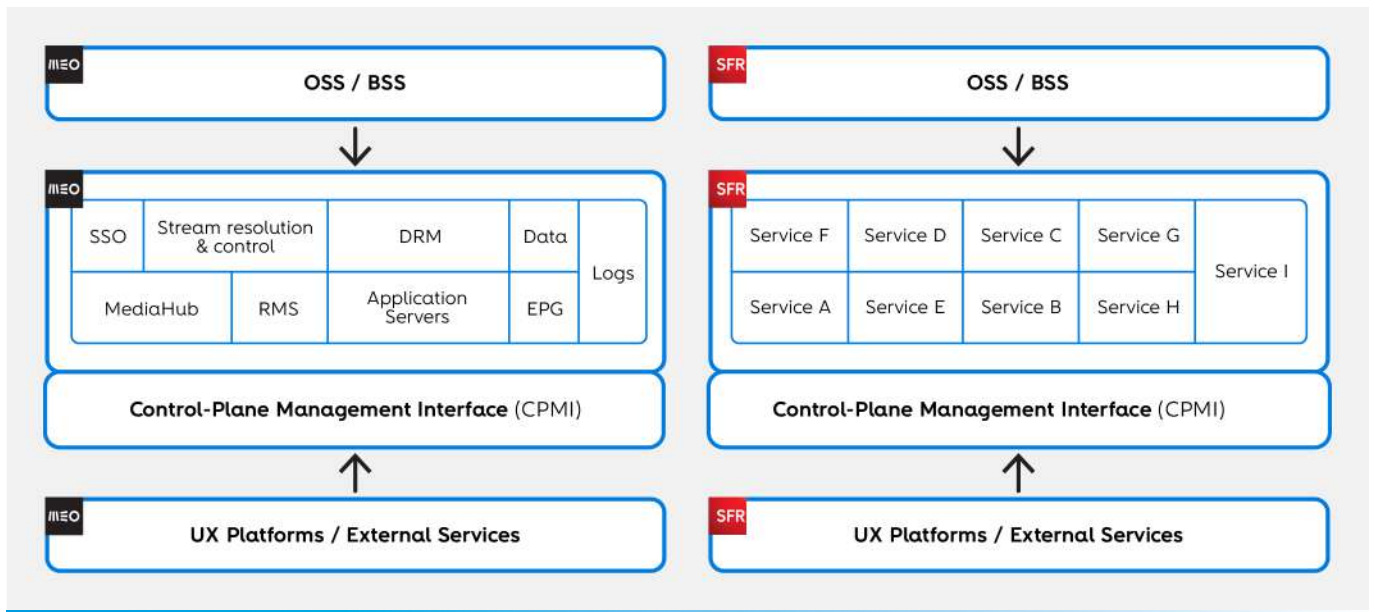 MEO
OSS / BSS
MEO
SSO
Stream resolution
& control
DRM
Data
Logs
MediaHub
RMS
Application
Servers
EPG
Control-Plane Management Interface (CPMI)
MEO
UX Platforms / External Services
SFR
OSS / BSS
SFR
Service F
Service D
Service C
Service G
Service I
Service A
Service E
Service B
Service H
Control-Plane Management Interface (CPMI)
SFR
UX Platforms / External Services